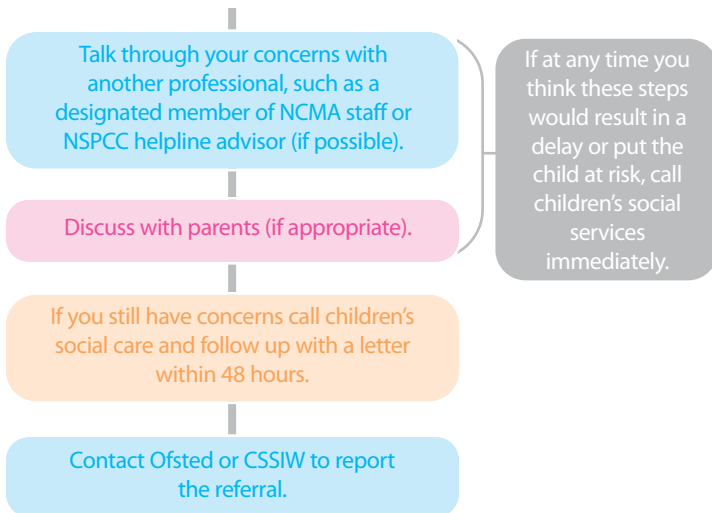 Talk through your concerns with
another professional, such as a
designated member of NCMA staff or
NSPCC helpline advisor (if possible).
If at any time you
think these steps
would result in a
delay or put the
child at risk, call
children's social
services
immediately.
Discuss with parents (if appropriate).
If you still have concerns call children's
social care and follow up with a letter
within 48 hours.
Contact Ofsted or CSSIW to report
the referral.